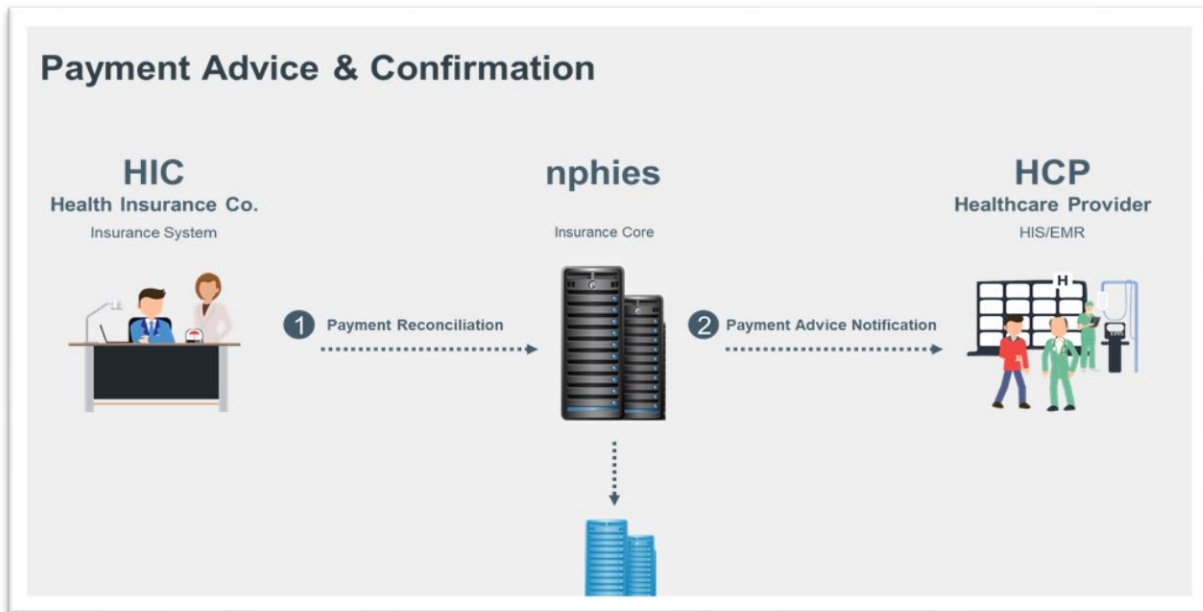 Payment Advice & Confirmation
HIC
Health Insurance Co.
Insurance System
nphies
Insurance Core
HCP
Healthcare Provider
HIS/EMR
H
1 Payment Reconciliation
2 Payment Advice Notification